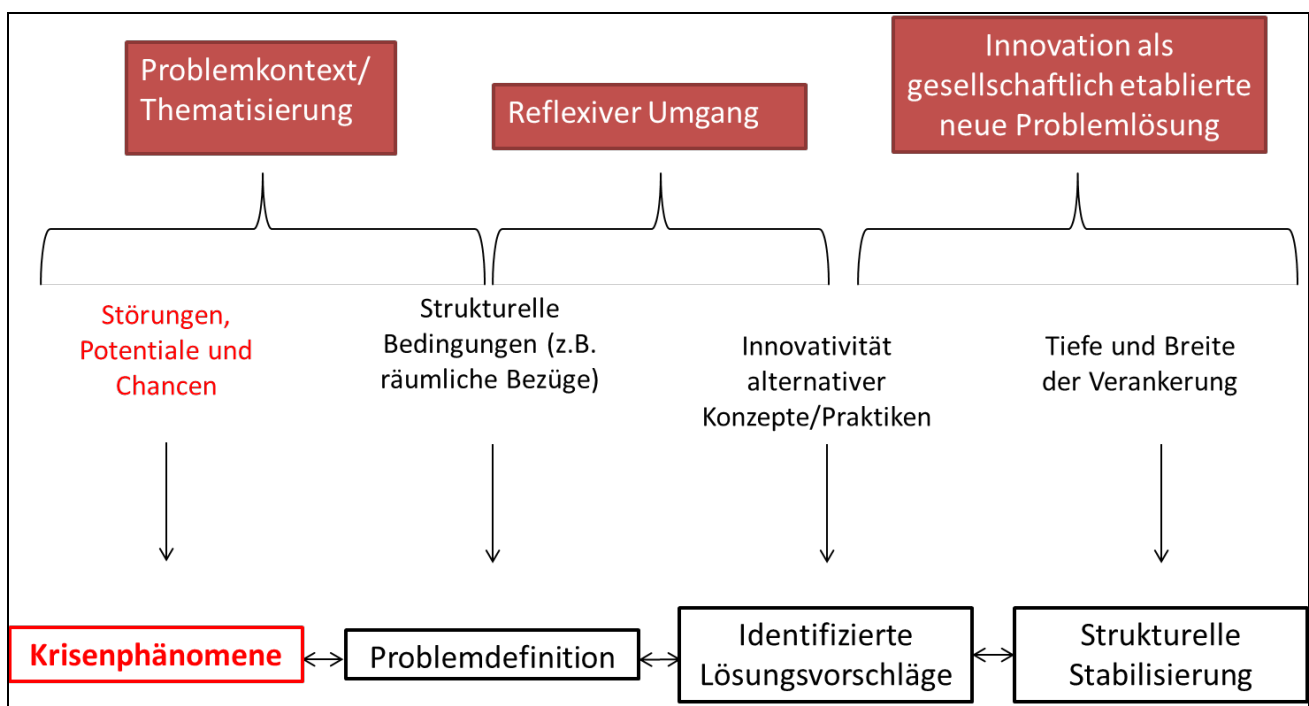 Problemkontext/
Thematisierung
Reflexiver Umgang
Innovation als
gesellschaftlich etablierte
neue Problemlösung
Störungen,
Potentiale und
Chancen
Strukturelle
Bedingungen (z.B.
räumliche Bezüge)
Innovativität
alternativer
Konzepte/Praktiken
Tiefe und Breite
der Verankerung
Krisenphänomene
Problemdefinition
Identifizierte
Lösungsvorschläge
Strukturelle
Stabilisierung